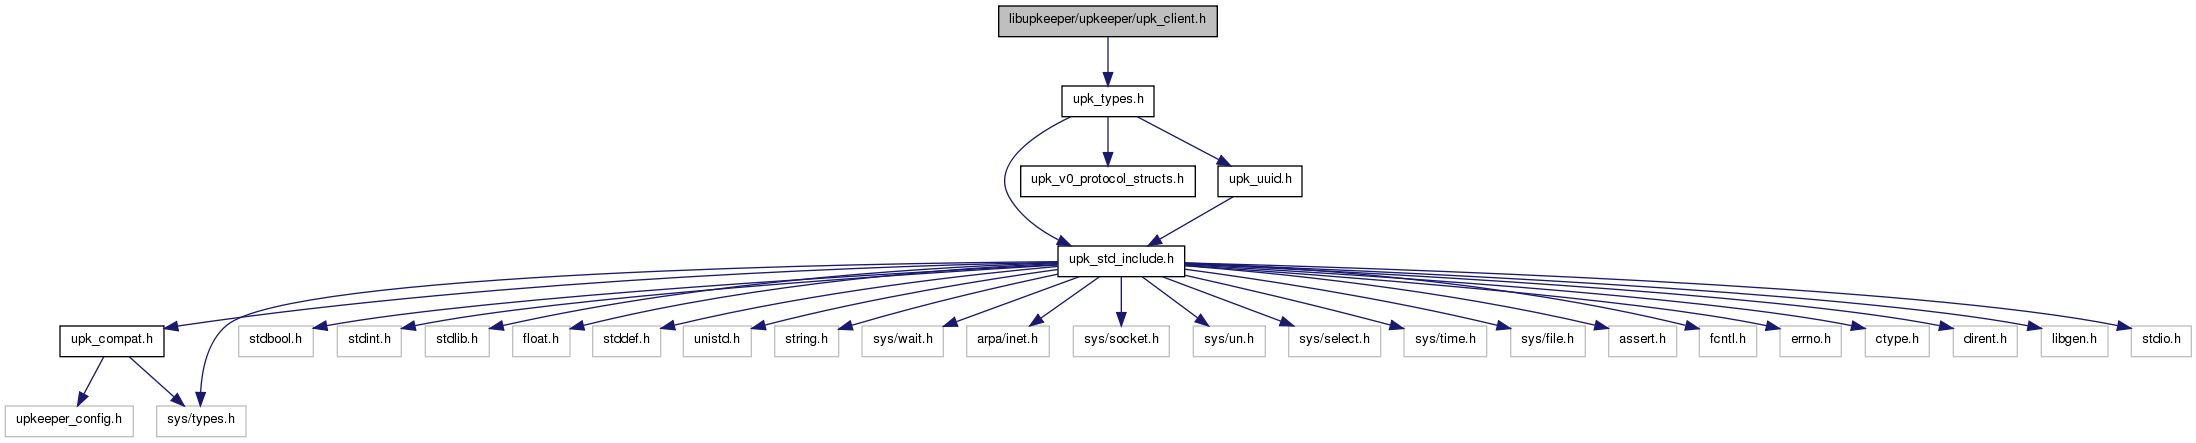 libupkeeper/upkeeper/upk_client.h
upk_types.h
upk_v0_protocol_structs.h
upk_uuid.h
upk_std_include.h
upk_compat.h
stdbool.h
stdint.h
stdlib.h
float.h
stddef.h
unistd.h
string.h
sys/wait.h
arpa/inet.h
sys/socket.h
sys/un.h
sys/select.h
sys/time.h
sys/file.h
assert.h
fcntl.h
errno.h
ctype.h
dirent.h
libgen.h
stdio.h
upkeeper_config.h
sys/types.h